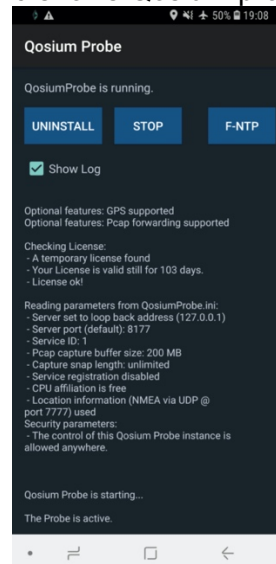 50% 19:08
Qosium Probe
QosiumProbe is running.
UNINSTALL STOP F-NTP
Show Log
Optional features: GPS supported
Optional features: Pcap forwarding supported
Checking License:
- A temporary license found
- Your License is valid still for 103 days.
- License ok!
Reading parameters from QosiumProbe.ini:
- Server set to loop back address (127.0.0.1)
- Server port (default): 8177
- Service ID: 1
- Pcap capture buffer size: 200 MB
- Capture snap length: unlimited
- Service registration disabled
- CPU affiliation is free
- Location information (NMEA via UDP @
port 7777) used
Security parameters:
- The control of this Qosium Probe instance is
allowed anywhere.
Qosium Probe is starting...
The Probe is active.